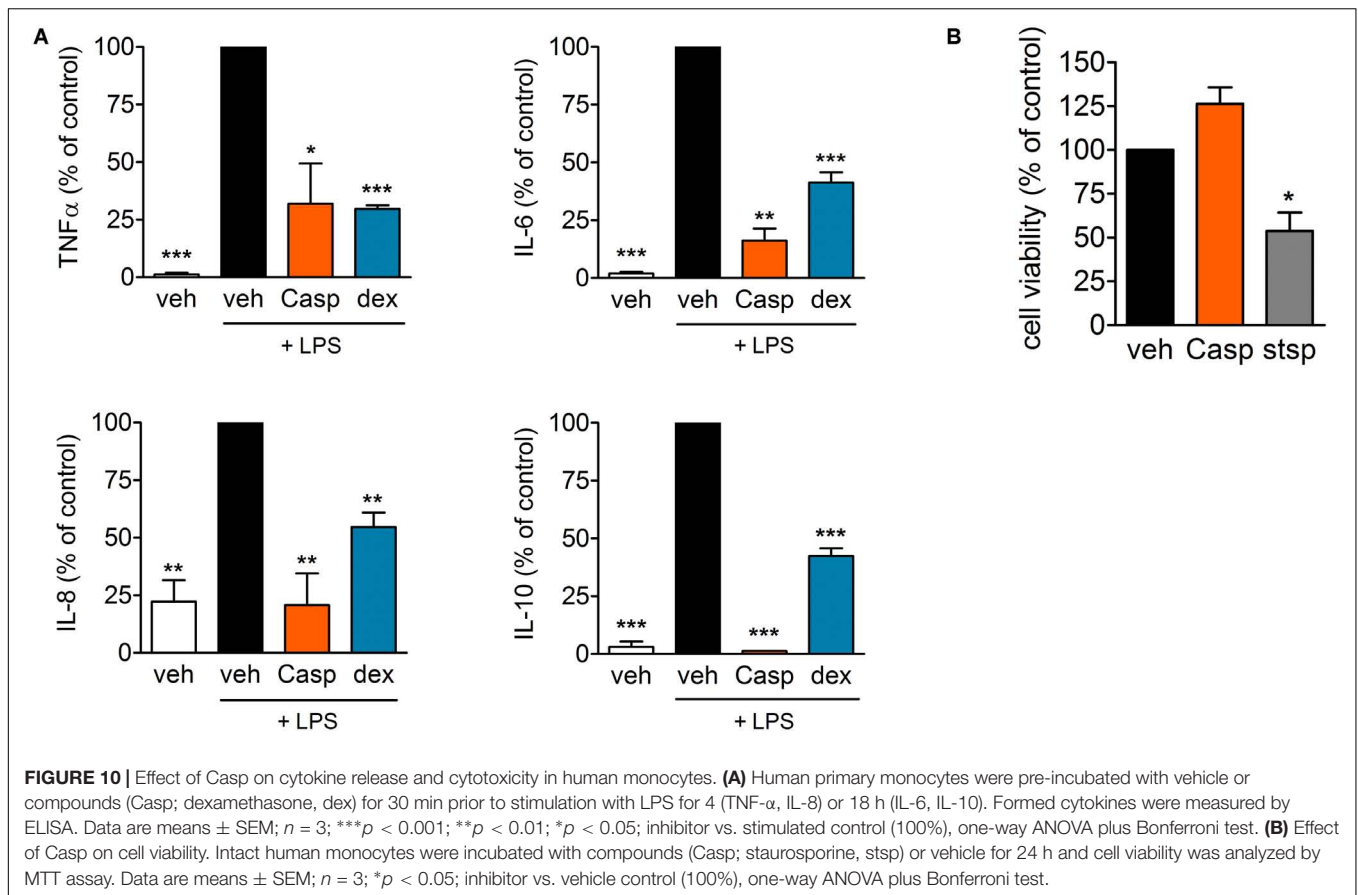 A
B
TNFα (% of control)
100
75
50
25
0
***
*
***
veh veh Casp dex
+ LPS
IL-6 (% of control)
100
75
50
25
0
***
**
***
veh veh Casp dex
+ LPS
cell viability (% of control)
150
125
100
75
50
25
0
*
veh Casp stsp
IL-8 (% of control)
100
75
50
25
0
**
**
**
veh veh Casp dex
+ LPS
IL-10 (% of control)
100
75
50
25
0
***
***
***
veh veh Casp dex
+ LPS
FIGURE 10 | Effect of Casp on cytokine release and cytotoxicity in human monocytes. (A) Human primary monocytes were pre-incubated with vehicle or
compounds (Casp; dexamethasone, dex) for 30 min prior to stimulation with LPS for 4 (TNF-α, IL-8) or 18 h (IL-6, IL-10). Formed cytokines were measured by
ELISA. Data are means ± SEM; n = 3; ***p < 0.001; **p < 0.01; *p < 0.05; inhibitor vs. stimulated control (100%), one-way ANOVA plus Bonferroni test. (B) Effect
of Casp on cell viability. Intact human monocytes were incubated with compounds (Casp; staurosporine, stsp) or vehicle for 24 h and cell viability was analyzed by
MTT assay. Data are means ± SEM; n = 3; *p < 0.05; inhibitor vs. vehicle control (100%), one-way ANOVA plus Bonferroni test.